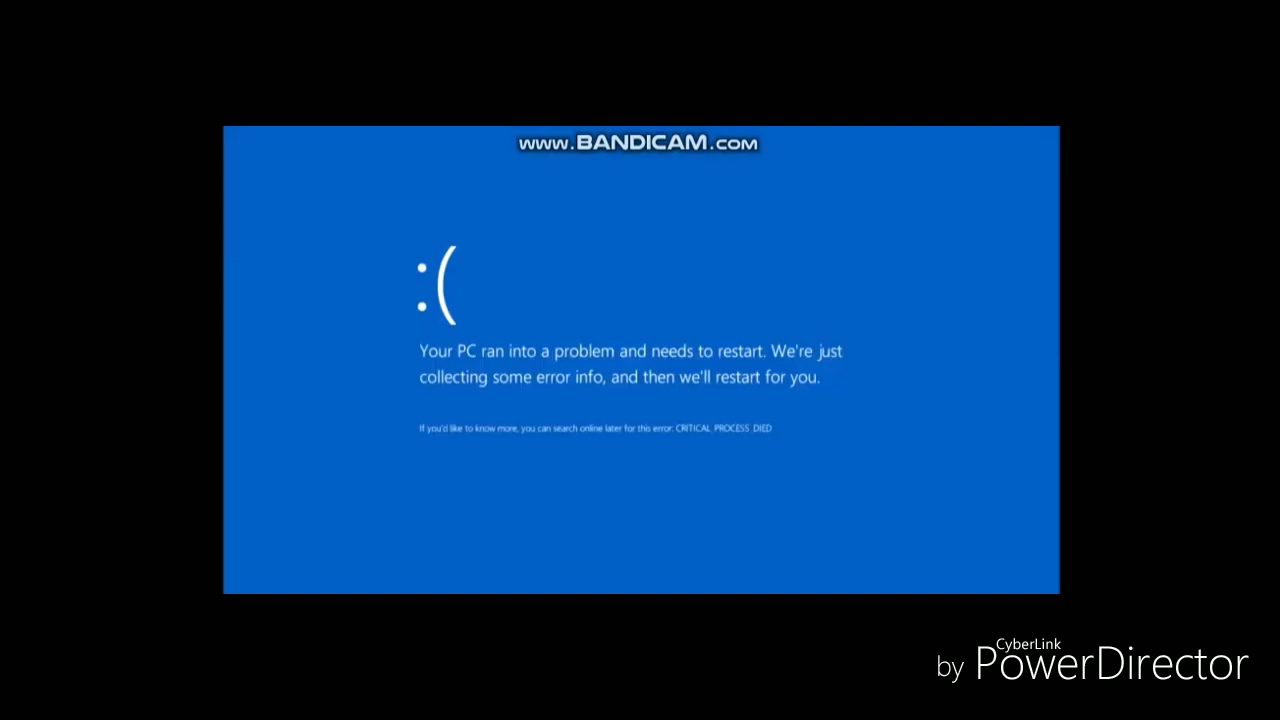 www.BANDICAM.com
:(
Your PC ran into a problem and needs to restart. We're just
collecting some error info, and then we'll restart for you.
If you'd like to know more, you can search online later for this error: CRITICAL_PROCESS_DIED
CyberLink
by PowerDirector